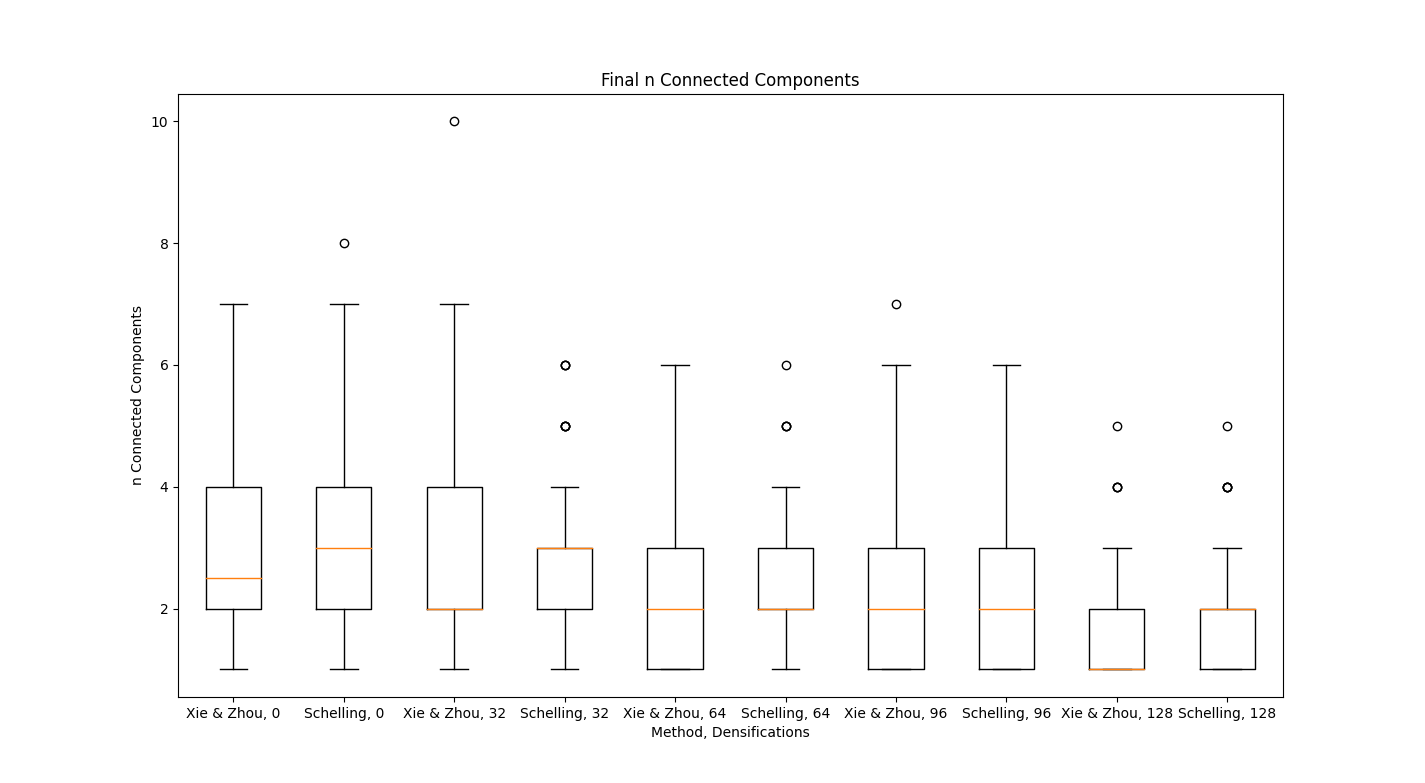 Final n Connected Components
10
8
6
4
2
n Connected Components
Xie & Zhou, 0 Schelling, 0 Xie & Zhou, 32 Schelling, 32 Xie & Zhou, 64 Schelling, 64 Xie & Zhou, 96 Schelling, 96 Xie & Zhou, 128 Schelling, 128
Method, Densifications